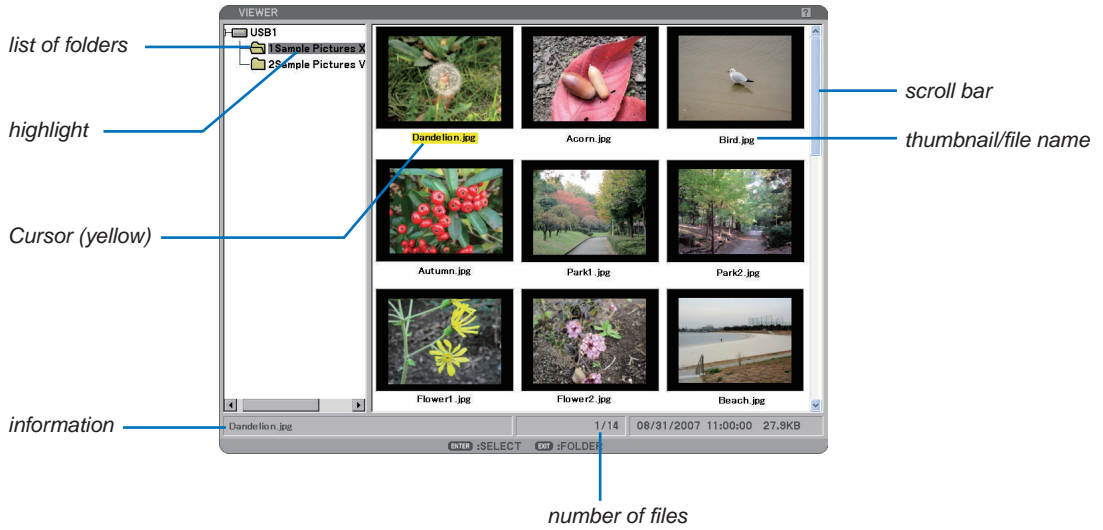 VIEWER
?
list of folders
USB1
1Sample Pictures X
2Sample Pictures V
highlight
scroll bar
thumbnail/file name
Dandelion.jpg
Acorn.jpg
Bird.jpg
Cursor (yellow)
Autumn.jpg
Park1.jpg
Park2.jpg
Flower1.jpg
Flower2.jpg
Beach.jpg
information
Dandelion.jpg
1/14
08/31/2007 11:00:00 27.9KB
ENTER :SELECT EXIT :FOLDER
number of files